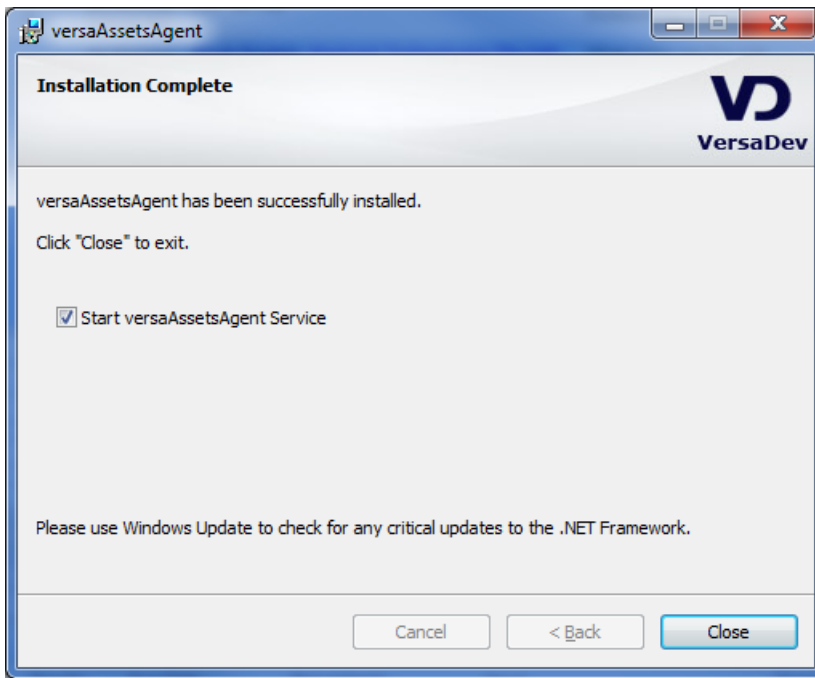 versaAssetsAgent
Installation Complete
VD
VersaDev
versaAssetsAgent has been successfully installed.
Click "Close" to exit.
Start versaAssetsAgent Service
Please use Windows Update to check for any critical updates to the .NET Framework.
Cancel
< Back
Close